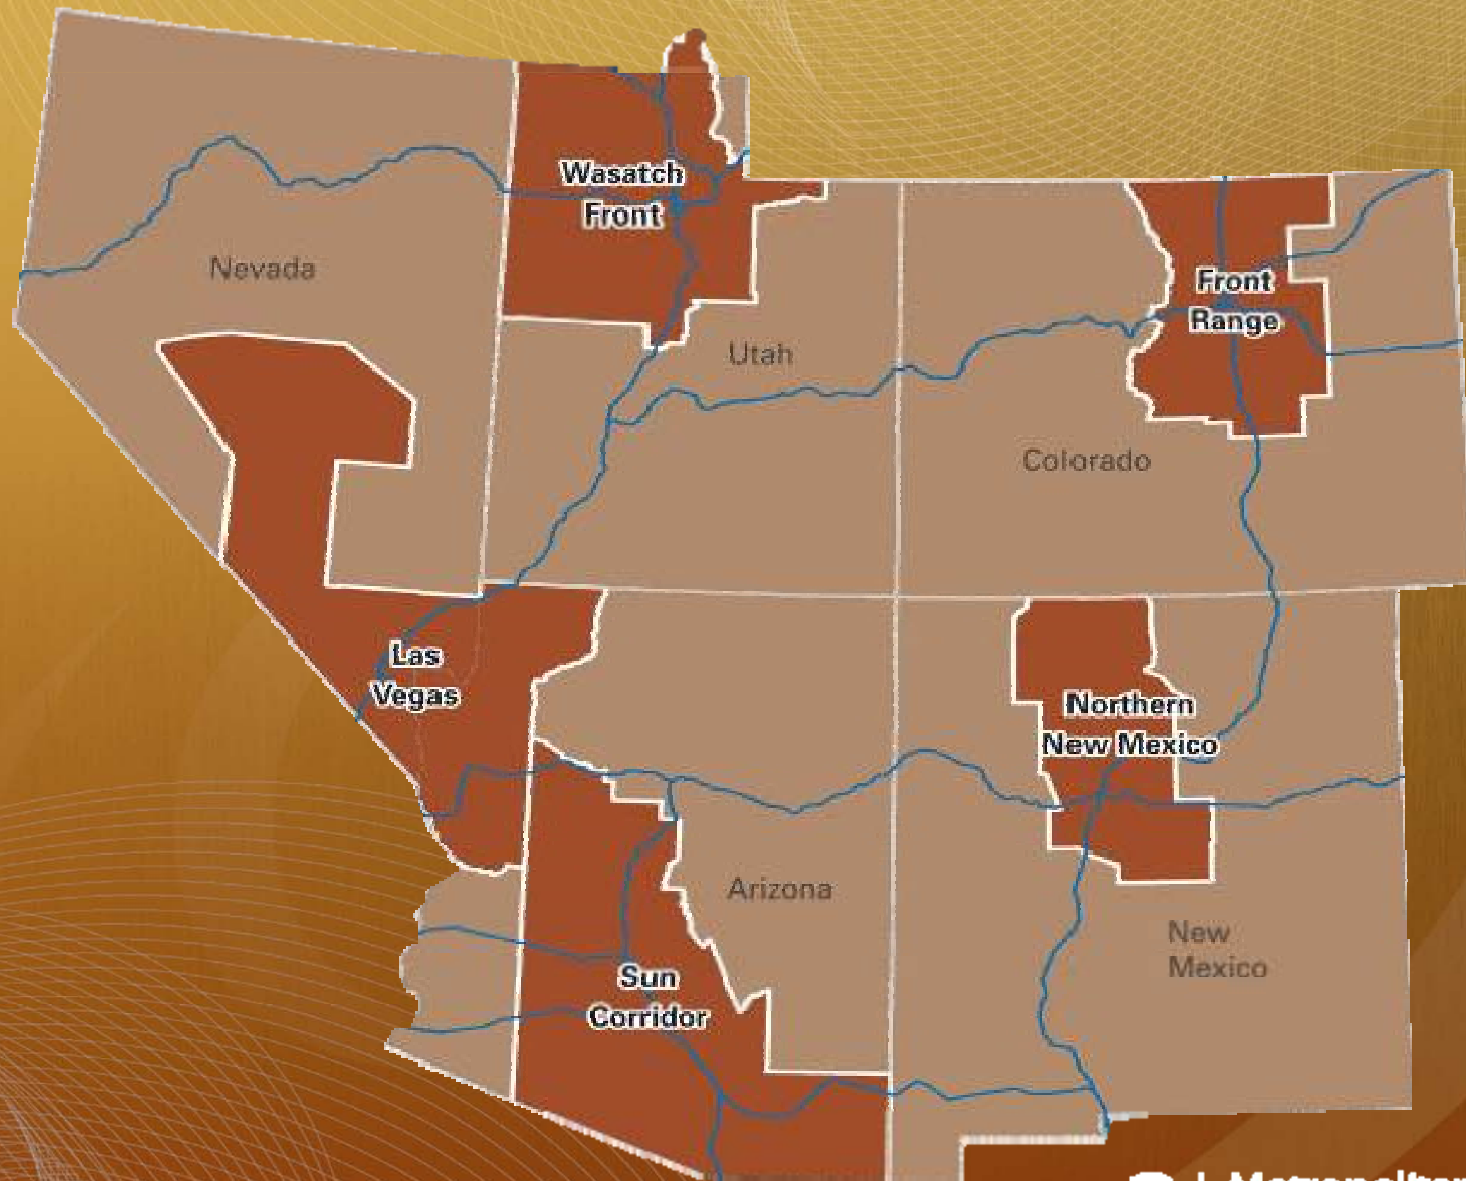 Wasatch
Front
Nevada
Front
Range
Utah
Colorado
Las
Vegas
Northern
New Mexico
Arizona
New
Mexico
Sun
Corridor